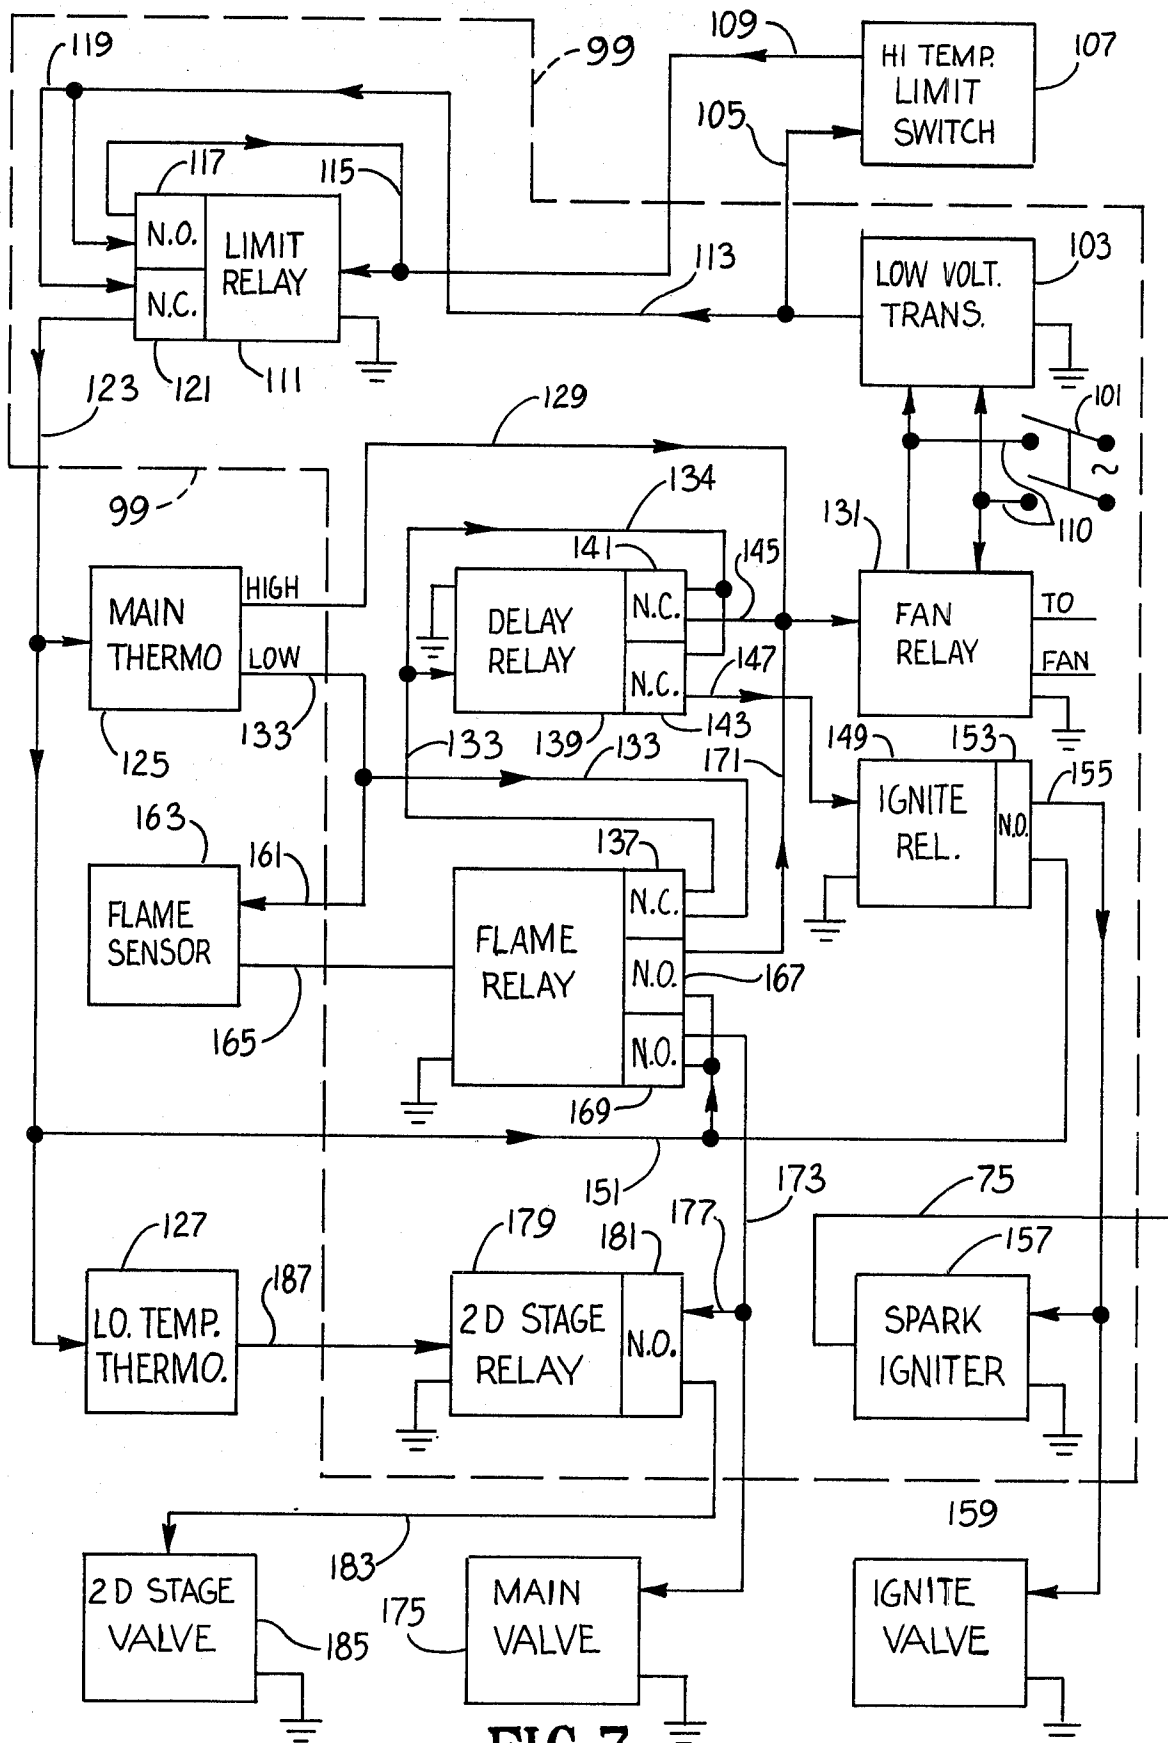 119
99
109
HI TEMP.
LIMIT
SWITCH
107
105
117
115
N.O.
N.C.
LIMIT
RELAY
113
LOW VOLT.
TRANS.
103
123
121
111
129
101
99
134
131
110
HIGH
MAIN
THERMO
LOW
141
145
N.C.
DELAY
RELAY
N.C.
147
FAN
RELAY
TO
FAN
133
125
133
139
133
143
171
149
153
155
IGNITE
REL.
N.O.
163
161
137
FLAME
SENSOR
N.C.
FLAME
RELAY
N.O.
167
N.O.
165
169
151
173
75
127
187
179
181
177
157
LO. TEMP.
THERMO.
2D STAGE
RELAY
N.O.
SPARK
IGNITER
159
183
2D STAGE
VALVE
185
175
MAIN
VALVE
IGNITE
VALVE